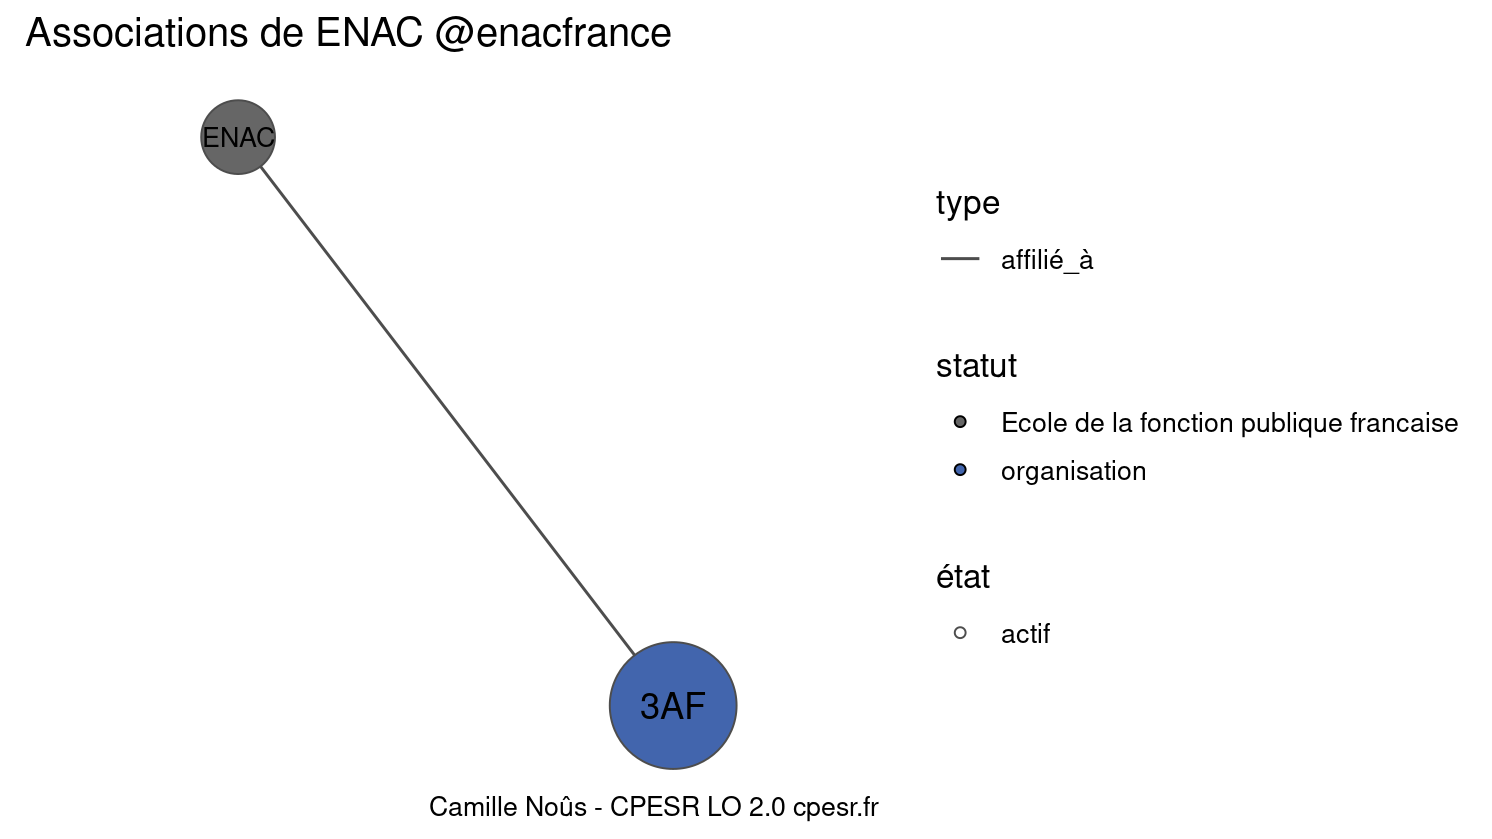 Associations de ENAC @enacfrance
ENAC
type
affilié_à
statut
Ecole de la fonction publique francaise
organisation
état
actif
3AF
Camille Noûs - CPESR LO 2.0 cpesr.fr